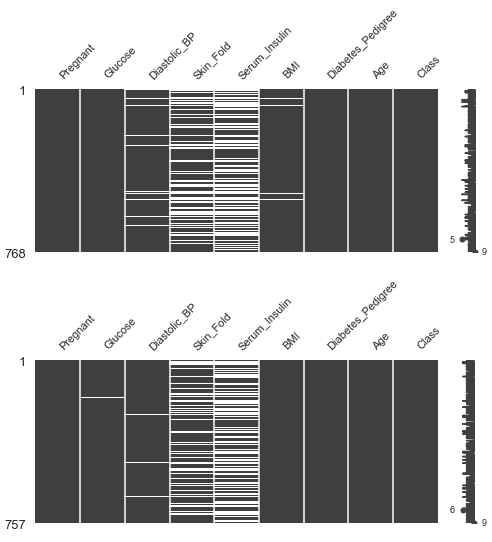 Pregnant
Glucose
Diastolic_BP
Skin_Fold
Serum_Insulin
BMI
Diabetes_Pedigree
Age
Class
1
768
5
9
Pregnant
Glucose
Diastolic_BP
Skin_Fold
Serum_Insulin
BMI
Diabetes_Pedigree
Age
Class
1
757
6
9